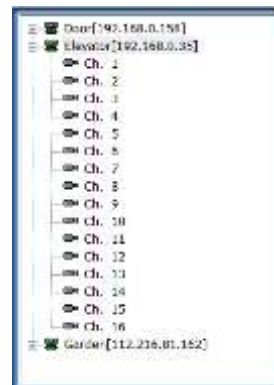 Door[192.168.0.158]
Elevator[192.168.0.35]
Ch. 1
Ch. 2
Ch. 3
Ch. 4
Ch. 5
Ch. 6
Ch. 7
Ch. 8
Ch. 9
Ch. 10
Ch. 11
Ch. 12
Ch. 13
Ch. 14
Ch. 15
Ch. 16
Garden[112.216.81.162]